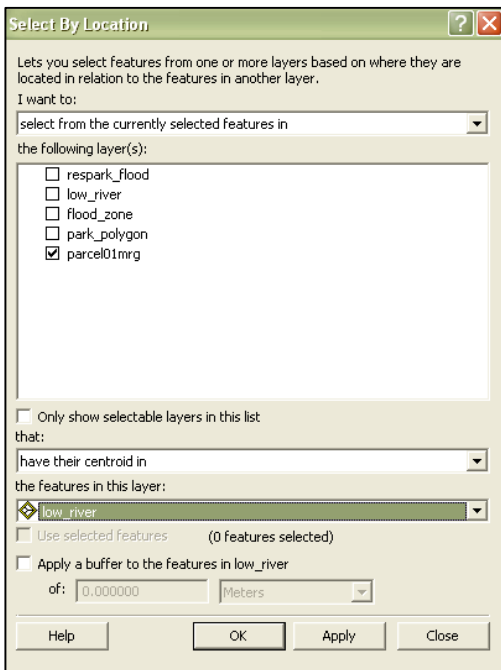 Select By Location
Lets you select features from one or more layers based on where they are
located in relation to the features in another layer.
I want to:
select from the currently selected features in
the following layer(s):
respark_flood
low_river
flood_zone
park_polygon
parcel01mrg
Only show selectable layers in this list
that:
have their centroid in
the features in this layer:
low_river
Use selected features (0 features selected)
Apply a buffer to the features in low_river
of: 0.000000 Meters
Help OK Apply Close